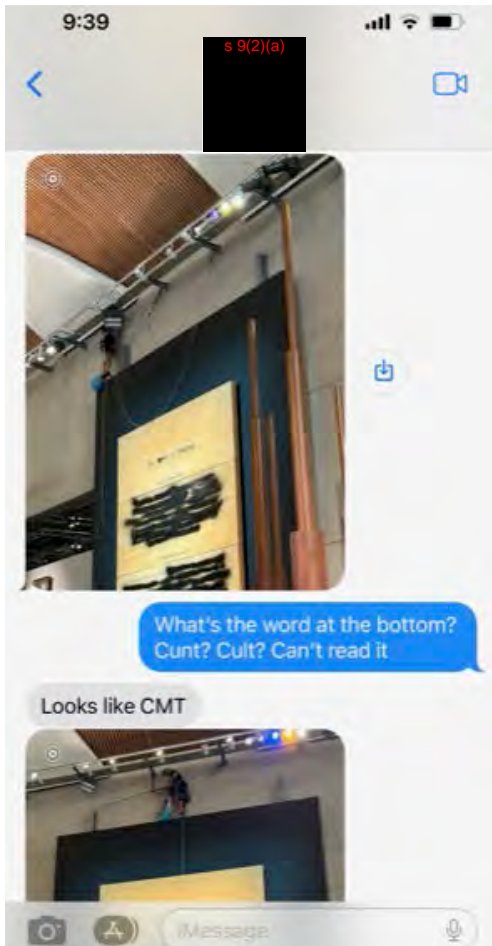 9:39
s 9(2)(a)
What's the word at the bottom?
Cunt? Cult? Can't read it
Looks like CMT
iMessage